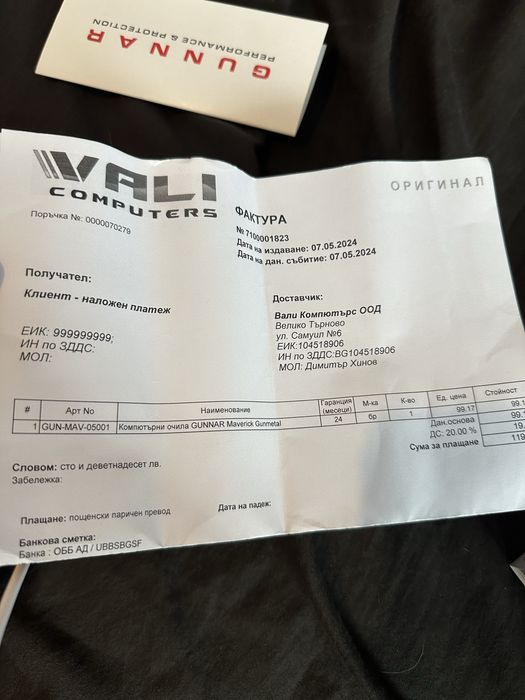 GUNNAR
PERFORMANCE & PROTECTION
VALI
COMPUTERS
ОРИГИНАЛ
Поръчка №: 0000070279
ФАКТУРА
№ 7100001823
Дата на издаване: 07.05.2024
Дата на дан. събитие: 07.05.2024
Получател:
Клиент - наложен платеж
ЕИК: 999999999;
ИН по ЗДДС:
МОЛ:
Доставчик:
Вали Компютърс ООД
Велико Търново
ул. Самуил №6
ЕИК:104518906
ИН по ЗДДС:BG104518906
МОЛ: Димитър Хинов
# Арт No Наименование Гаранция (месеци) М-ка К-во Ед. цена Стойност
1 GUN-MAV-05001 Компютърни очила GUNNAR Maverick Gunmetal 24 бр 1 99.17 99.1
Дан.основа 99.
ДС: 20.00 % 19.
Сума за плащане 119
Словом: сто и деветнадесет лв.
Забележка:
Плащане: пощенски паричен превод
Дата на падеж:
Банкова сметка:
Банка : ОББ АД / UBBSBGSF